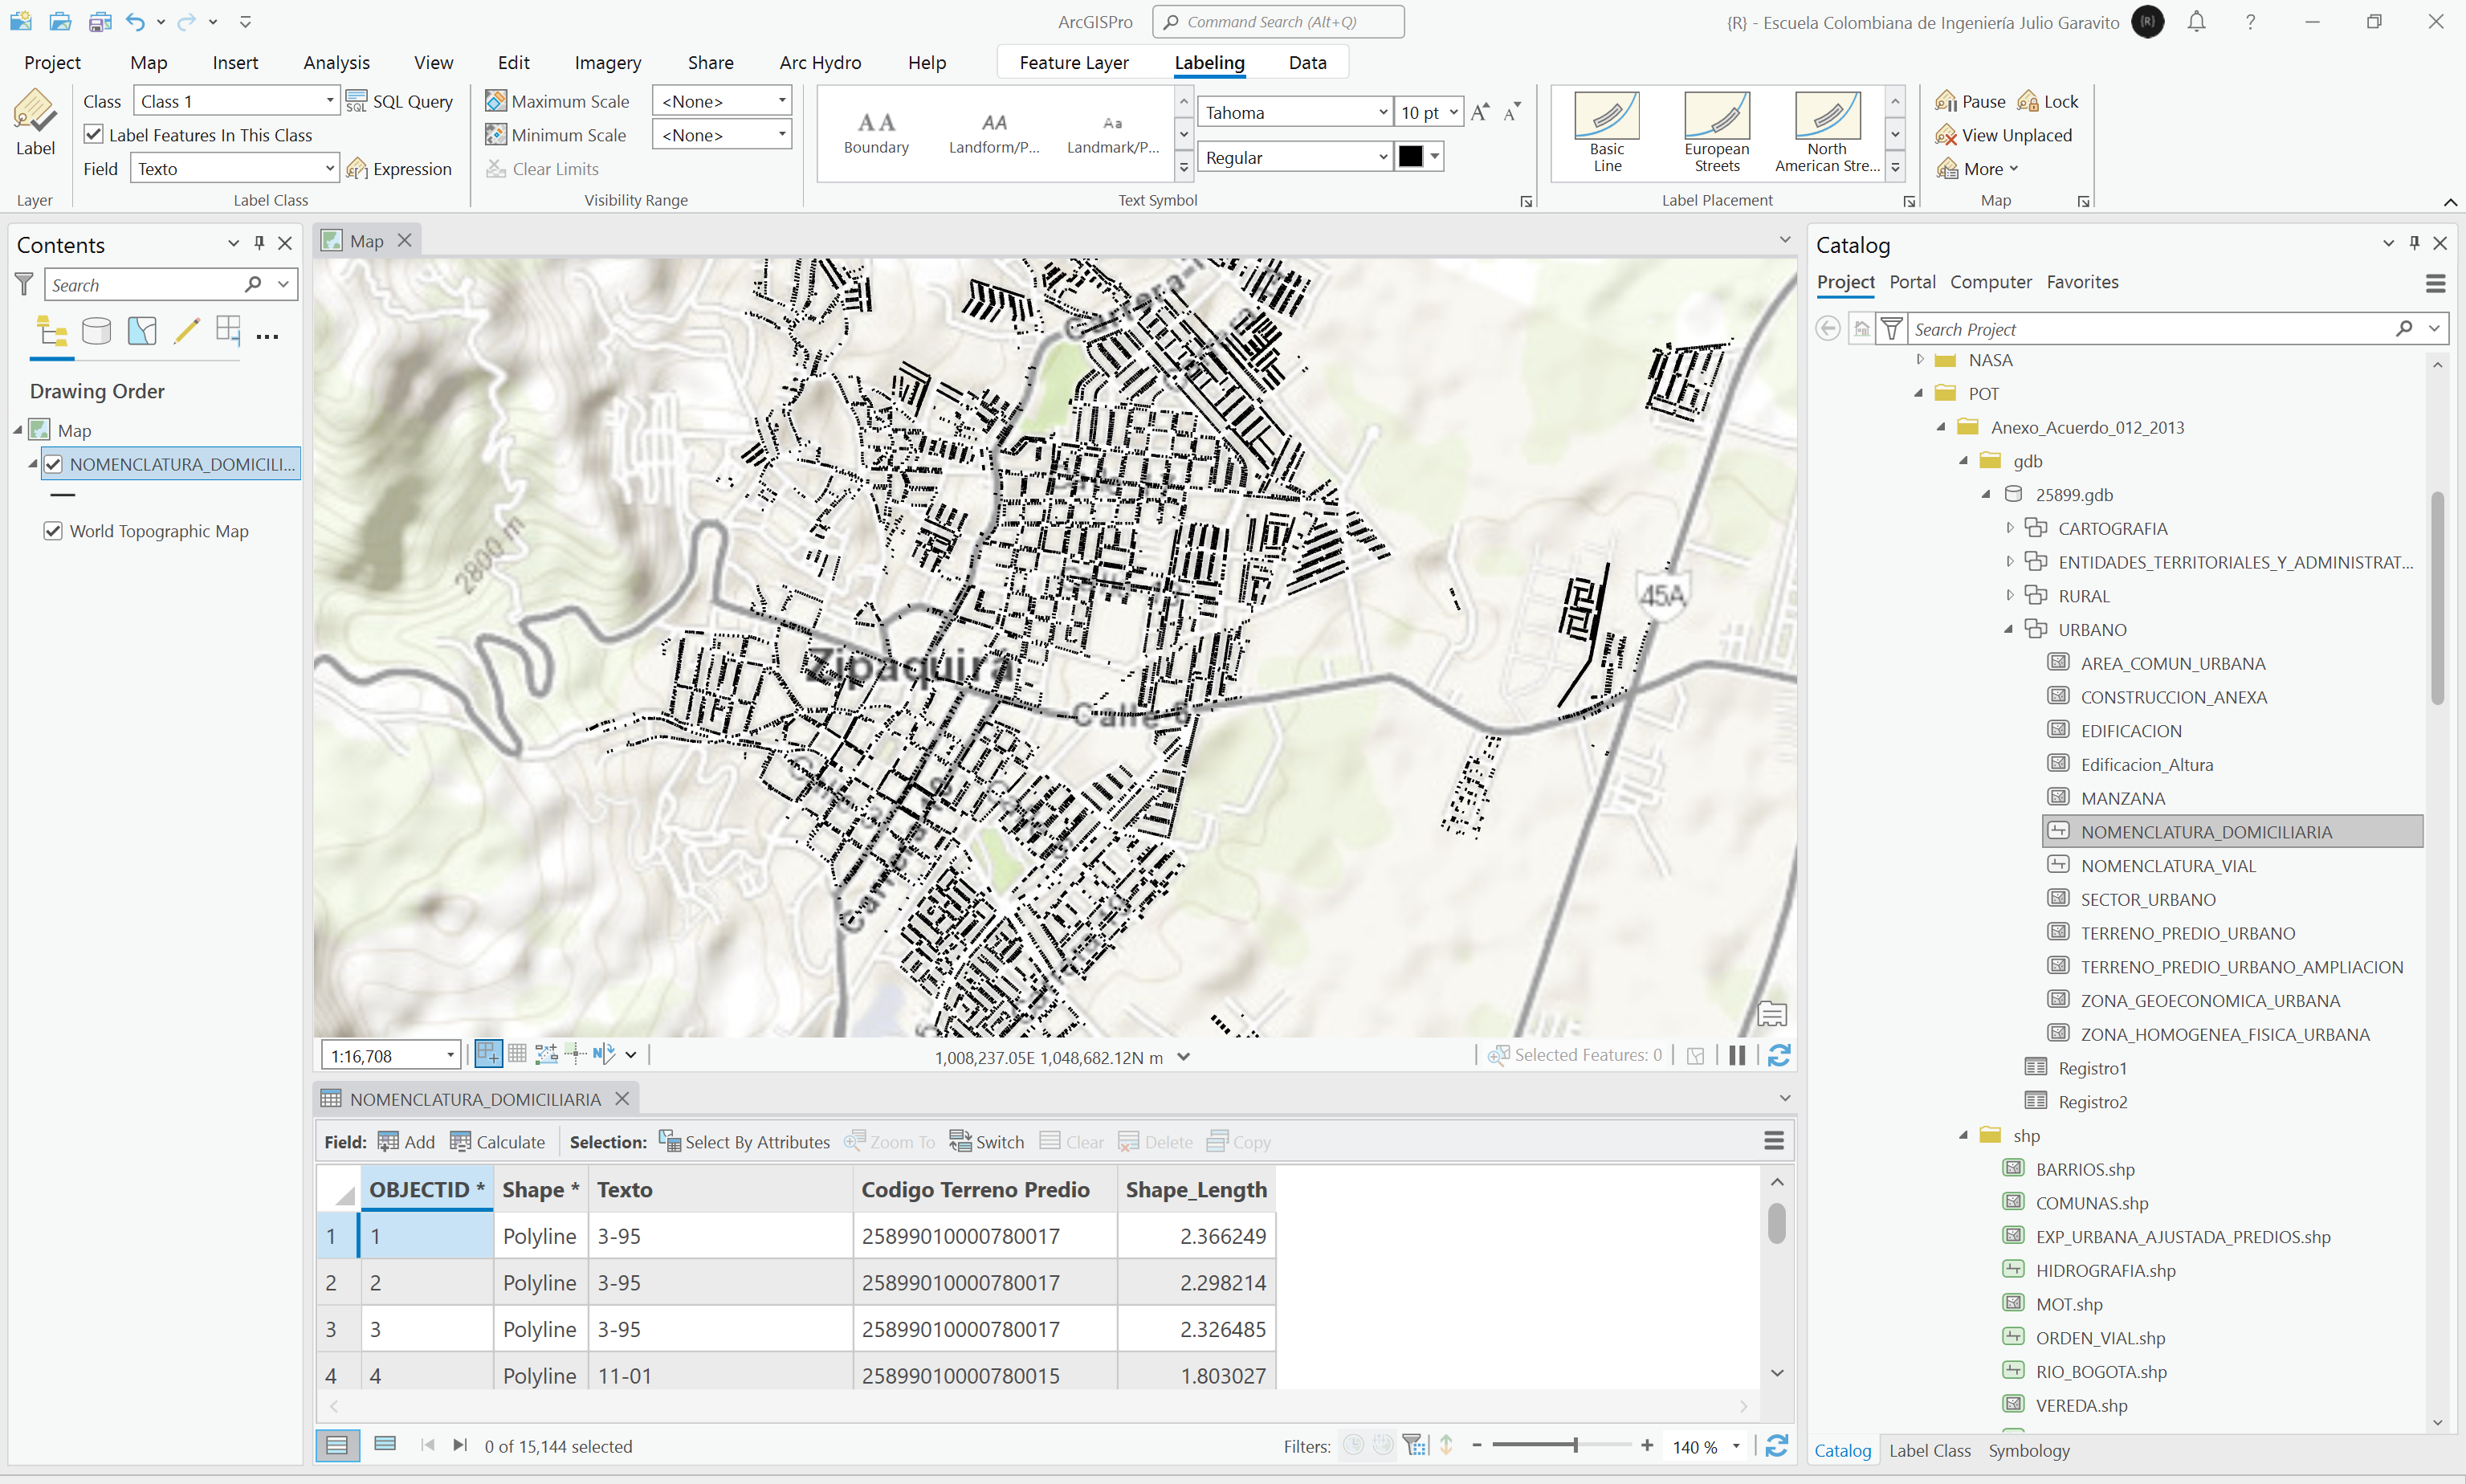 ArcGISPro
Command Search (Alt+Q)
{R} - Escuela Colombiana de Ingeniería Julio Garavito
{R}
Project Map Insert Analysis View Edit Imagery Share Arc Hydro Help Feature Layer Labeling Data
Label
Layer
Class Class 1
SQL Query
Label Features In This Class
Field Texto
Expression
Label Class
Maximum Scale <None>
Minimum Scale <None>
Clear Limits
Visibility Range
AA Boundary
AA Landform/P...
Aa Landmark/P...
Tahoma 10 pt
Regular
Text Symbol
Basic Line
European Streets
North American Stre...
Label Placement
Pause Lock
View Unplaced
More
Map
Contents
Search
Drawing Order
Map
NOMENCLATURA_DOMICILI...
World Topographic Map
Map
2800 m
Zipaquirá
Calle 6
45A
1:16,708
1,008,237.05E 1,048,682.12N m
Selected Features: 0
NOMENCLATURA_DOMICILIARIA
Field: Add Calculate Selection: Select By Attributes Zoom To Switch Clear Delete Copy
OBJECTID * Shape * Texto Codigo Terreno Predio Shape_Length
1 1 Polyline 3-95 25899010000780017 2.366249
2 2 Polyline 3-95 25899010000780017 2.298214
3 3 Polyline 3-95 25899010000780017 2.326485
4 4 Polyline 11-01 25899010000780015 1.803027
0 of 15,144 selected
Filters:
140 %
Catalog
Project Portal Computer Favorites
Search Project
NASA
POT
Anexo_Acuerdo_012_2013
gdb
25899.gdb
CARTOGRAFIA
ENTIDADES_TERRITORIALES_Y_ADMINISTRAT...
RURAL
URBANO
AREA_COMUN_URBANA
CONSTRUCCION_ANEXA
EDIFICACION
Edificacion_Altura
MANZANA
NOMENCLATURA_DOMICILIARIA
NOMENCLATURA_VIAL
SECTOR_URBANO
TERRENO_PREDIO_URBANO
TERRENO_PREDIO_URBANO_AMPLIACION
ZONA_GEOECONOMICA_URBANA
ZONA_HOMOGENEA_FISICA_URBANA
Registro1
Registro2
shp
BARRIOS.shp
COMUNAS.shp
EXP_URBANA_AJUSTADA_PREDIOS.shp
HIDROGRAFIA.shp
MOT.shp
ORDEN_VIAL.shp
RIO_BOGOTA.shp
VEREDA.shp
Catalog Label Class Symbology